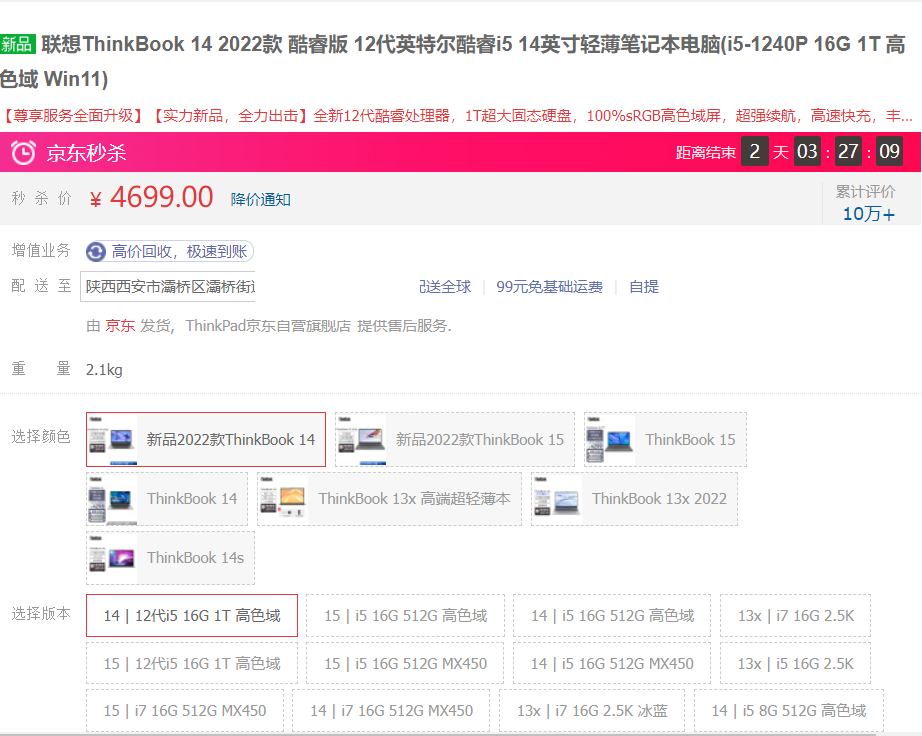 新品 联想ThinkBook 14 2022款 酷睿版 12代英特尔酷睿i5 14英寸轻薄笔记本电脑(i5-1240P 16G 1T 高
色域 Win11)
【尊享服务全面升级】【实力新品，全力出击】全新12代酷睿处理器，1T超大固态硬盘，100%sRGB高色域屏，超强续航，高速快充，丰...
京东秒杀 距离结束 2 天 03 : 27 : 09
秒杀价 ¥ 4699.00 降价通知 累计评价
10万+
增值业务 高价回收，极速到账
配送至 陕西西安市灞桥区灞桥街道 配送全球 99元免基础运费 自提
由 京东 发货，ThinkPad京东自营旗舰店 提供售后服务.
重量 2.1kg
选择颜色 新品2022款ThinkBook 14 新品2022款ThinkBook 15 ThinkBook 15
ThinkBook 14 ThinkBook 13x 高端超轻薄本 ThinkBook 13x 2022
ThinkBook 14s
选择版本 14 | 12代i5 16G 1T 高色域 15 | i5 16G 512G 高色域 14 | i5 16G 512G 高色域 13x | i7 16G 2.5K
15 | 12代i5 16G 1T 高色域 15 | i5 16G 512G MX450 14 | i5 16G 512G MX450 13x | i5 16G 2.5K
15 | i7 16G 512G MX450 14 | i7 16G 512G MX450 13x | i7 16G 2.5K 冰蓝 14 | i5 8G 512G 高色域